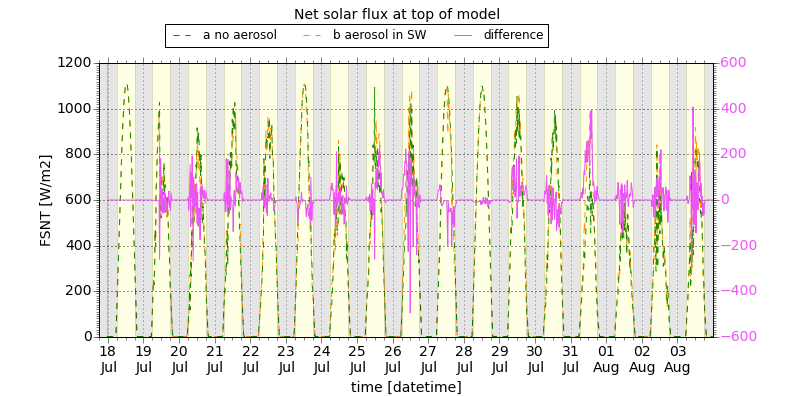 Net solar flux at top of model
a no aerosol b aerosol in SW difference
FSNT [W/m2]
1200
1000
800
600
400
200
0
600
400
200
0
−200
−400
−600
18 19 20 21 22 23 24 25 26 27 28 29 30 31 01 02 03
Jul Jul Jul Jul Jul Jul Jul Jul Jul Jul Jul Jul Jul Jul Aug Aug Aug
time [datetime]